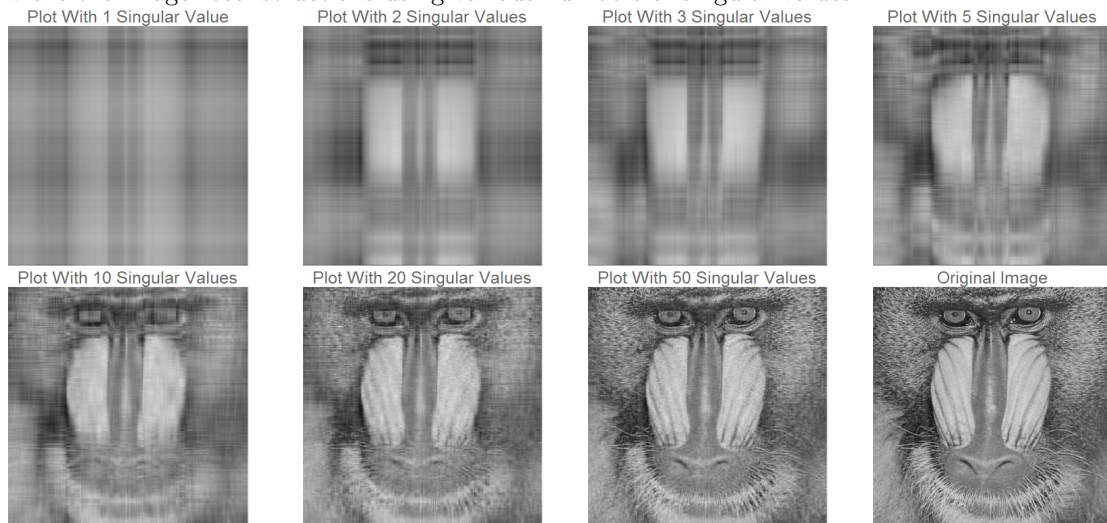 Plot With 1 Singular Value
Plot With 2 Singular Values
Plot With 3 Singular Values
Plot With 5 Singular Values
Plot With 10 Singular Values
Plot With 20 Singular Values
Plot With 50 Singular Values
Original Image